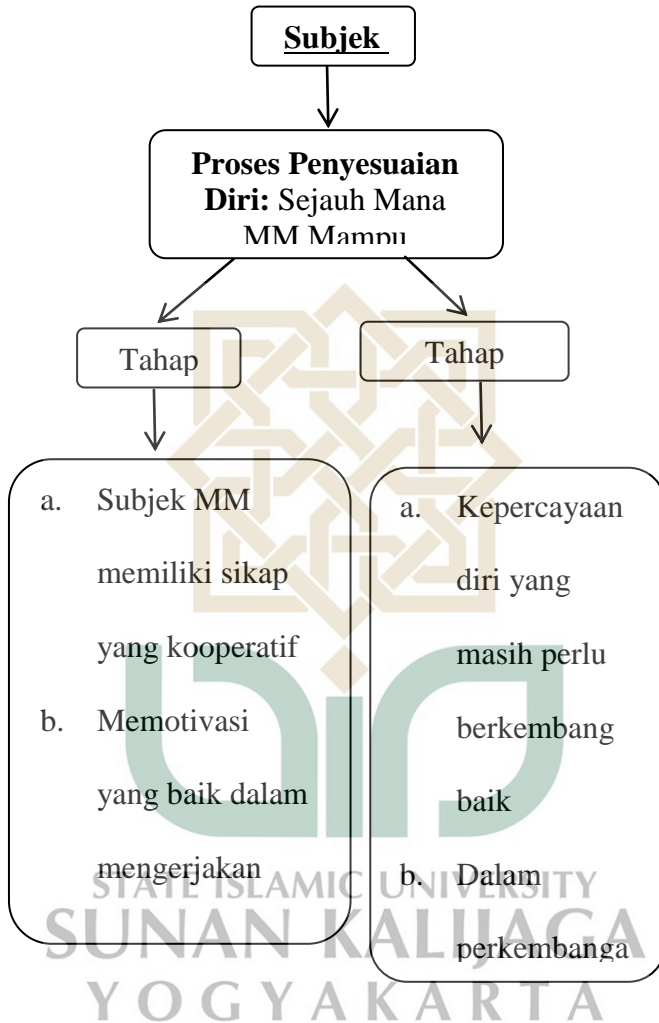 Subjek
Proses Penyesuaian
Diri: Sejauh Mana
MM Mampu
Tahap
Tahap
a. Subjek MM
memiliki sikap
yang kooperatif
b. Memotivasi
yang baik dalam
mengerjakan
a. Kepercayaan
diri yang
masih perlu
berkembang
baik
b. Dalam
perkembanga
STATE ISLAMIC UNIVERSITY
SUNAN KALIJAGA
YOGYAKARTA